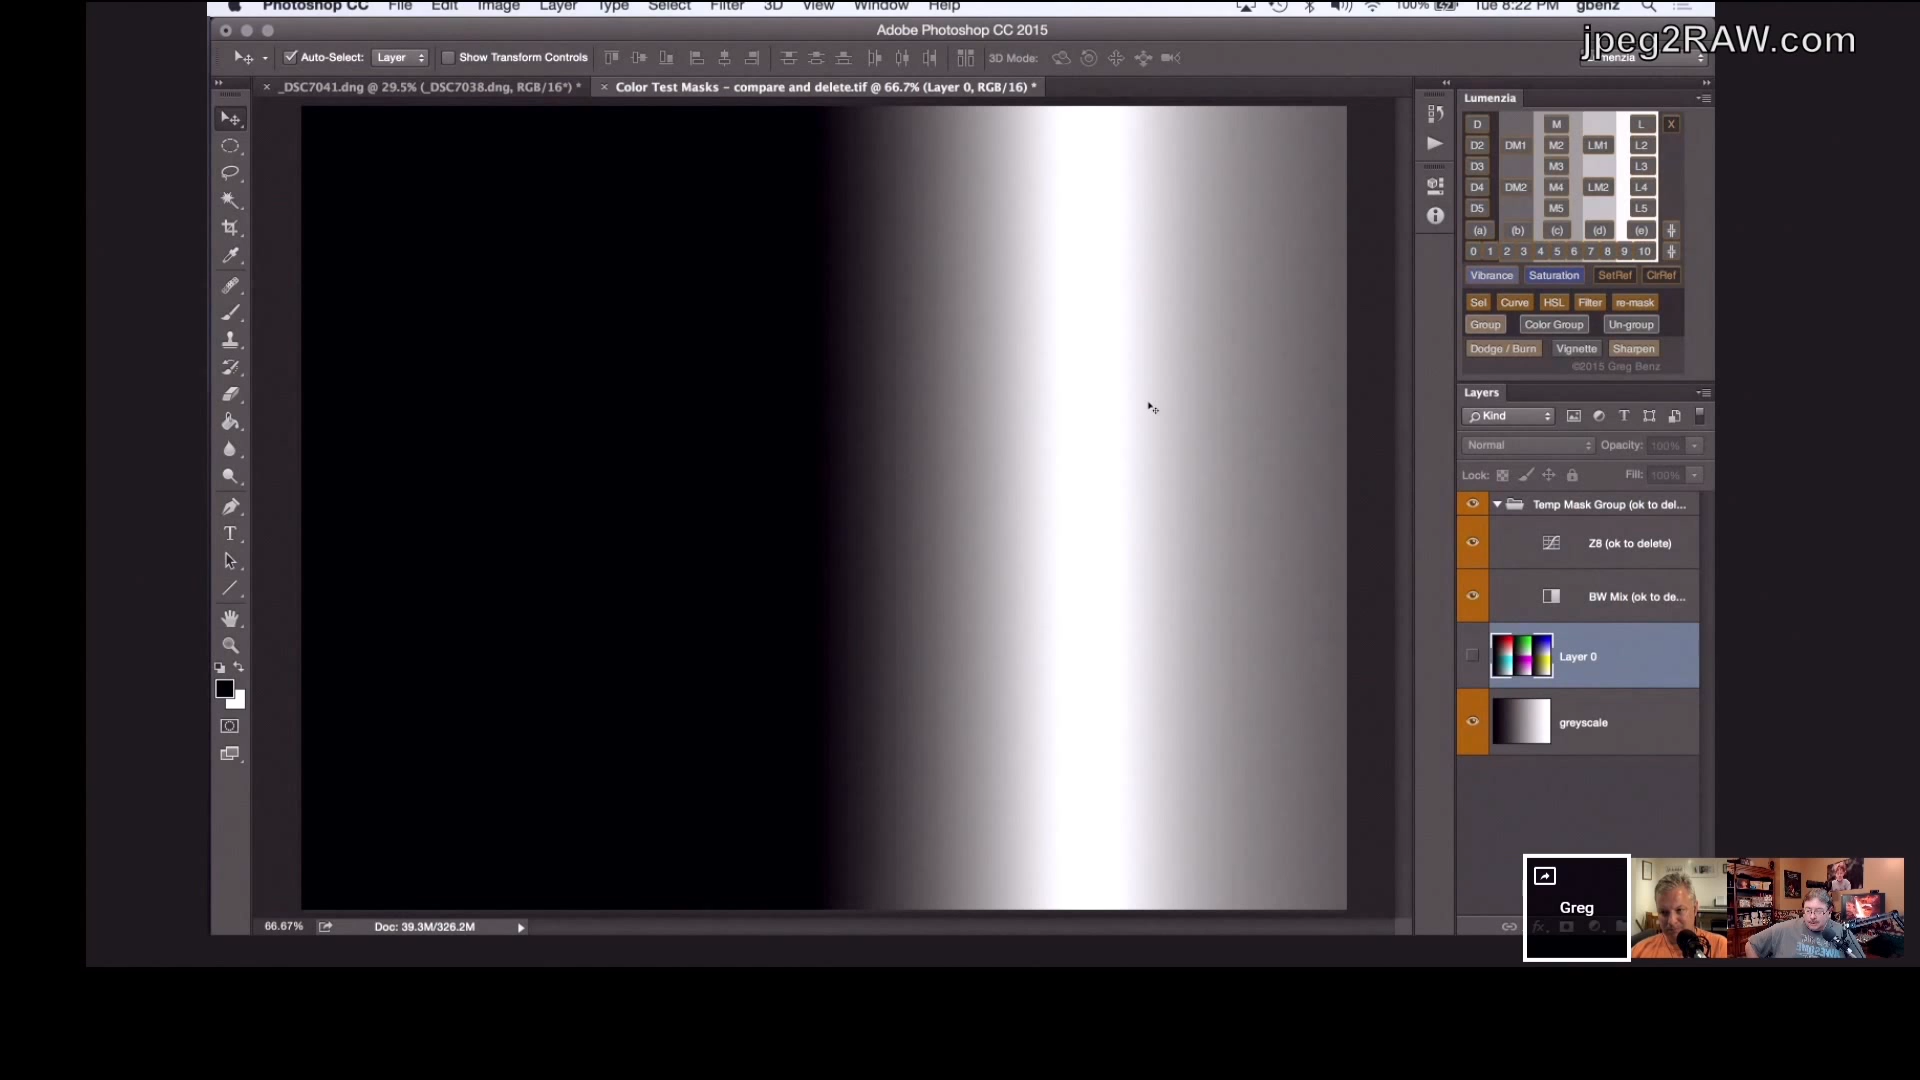 Photoshop CC File Edit Image Layer Type Select Filter 3D View Window Help 100% Tue 8:22 PM gbenz
Adobe Photoshop CC 2015
jpeg2RAW.com
Auto-Select: Layer Show Transform Controls 3D Mode:
_DSC7041.dng @ 29.5% (_DSC7038.dng, RGB/16*) *
Color Test Masks - compare and delete.tif @ 66.7% (Layer 0, RGB/16) *
Lumenzia
D M L X
D2 DM1 M2 LM1 L2
D3 M3 L3
D4 DM2 M4 LM2 L4
D5 M5 L5
(a) (b) (c) (d) (e)
0 1 2 3 4 5 6 7 8 9 10
Vibrance Saturation SetRef ClrRef
Sel Curve HSL Filter re-mask
Group Color Group Un-group
Dodge / Burn Vignette Sharpen
©2015 Greg Benz
Layers
Kind
Normal Opacity: 100%
Lock: Fill: 100%
Temp Mask Group (ok to del...
Z8 (ok to delete)
BW Mix (ok to de...
Layer 0
greyscale
66.67% Doc: 39.3M/326.2M
Greg